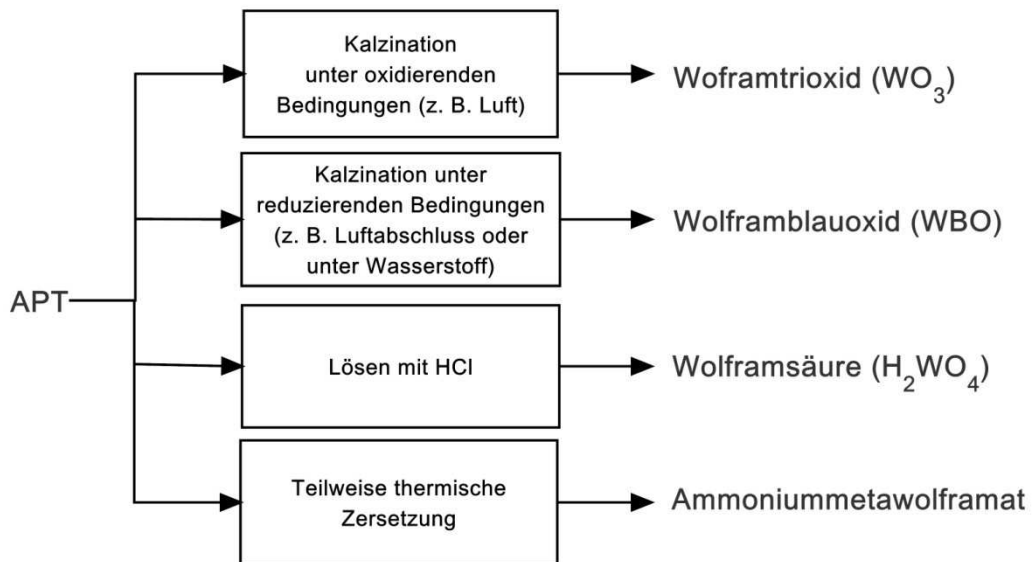 Kalzination
unter oxidierenden
Bedingungen (z. B. Luft)
Woframtrioxid (WO₃)
Kalzination unter
reduzierenden Bedingungen
(z. B. Luftabschluss oder
unter Wasserstoff)
Wolframblauoxid (WBO)
APT
Lösen mit HCl
Wolframsäure (H₂WO₄)
Teilweise thermische
Zersetzung
Ammoniummetawolframat